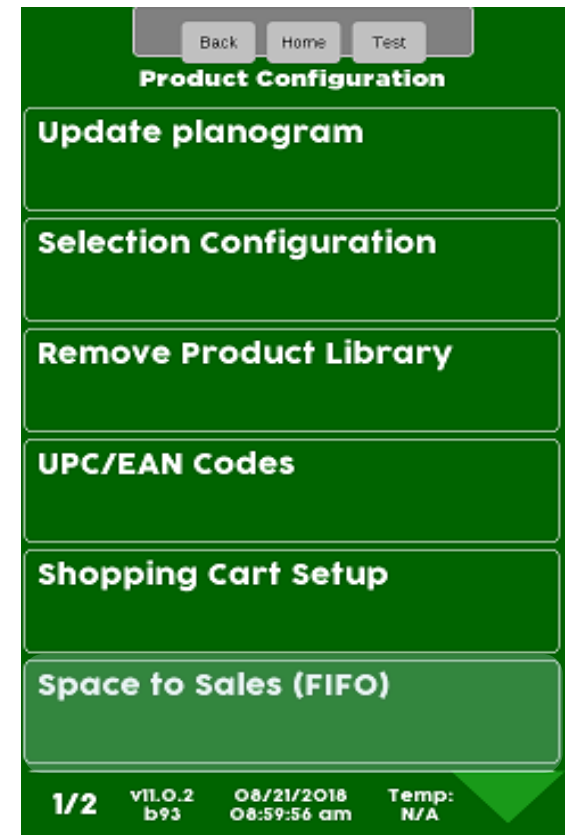 Back Home Test
Product Configuration
Update planogram
Selection Configuration
Remove Product Library
UPC/EAN Codes
Shopping Cart Setup
Space to Sales (FIFO)
1/2 v11.0.2 08/21/2018 Temp:
b93 08:59:56 am N/A